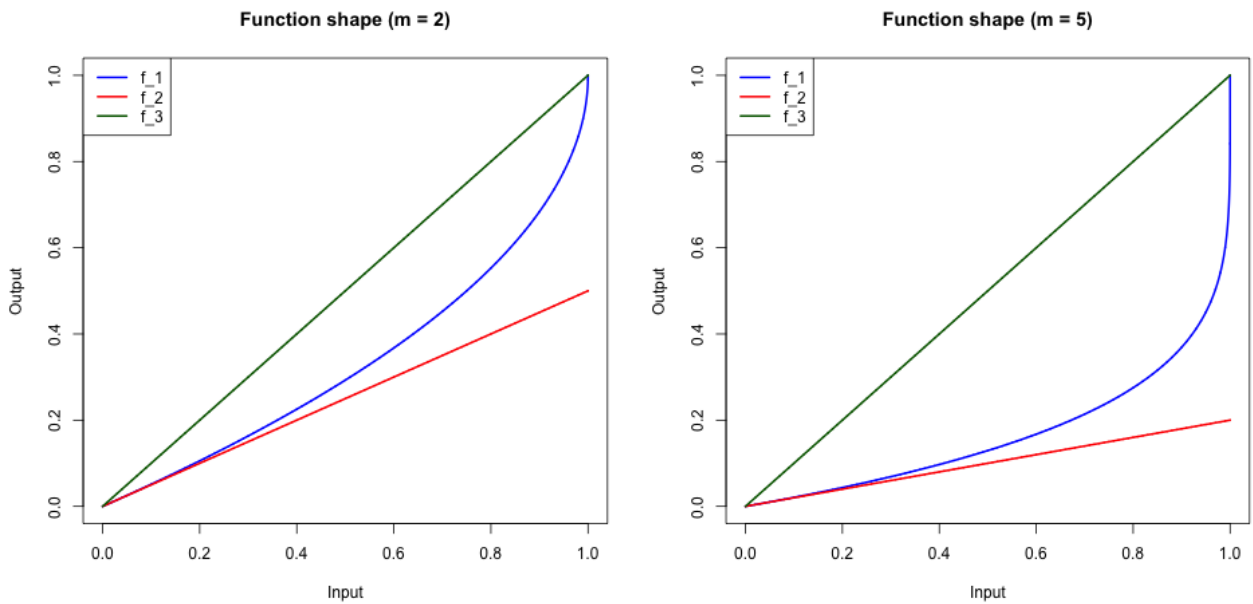 Function shape (m = 2)
f_1
f_2
f_3
1.0
0.8
0.6
0.4
0.2
0.0
Output
0.0 0.2 0.4 0.6 0.8 1.0
Input
Function shape (m = 5)
f_1
f_2
f_3
1.0
0.8
0.6
0.4
0.2
0.0
Output
0.0 0.2 0.4 0.6 0.8 1.0
Input